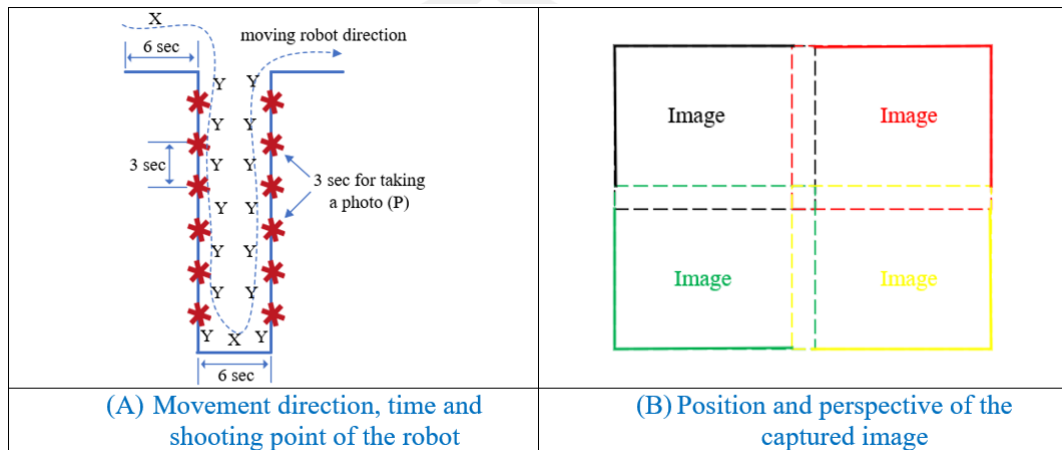 X
6 sec
moving robot direction
Y Y
Y Y
3 sec
Y Y
3 sec for taking
a photo (P)
Y Y
Y Y
Y Y
Y X Y
6 sec
(A) Movement direction, time and
shooting point of the robot
Image Image
Image Image
(B) Position and perspective of the
captured image